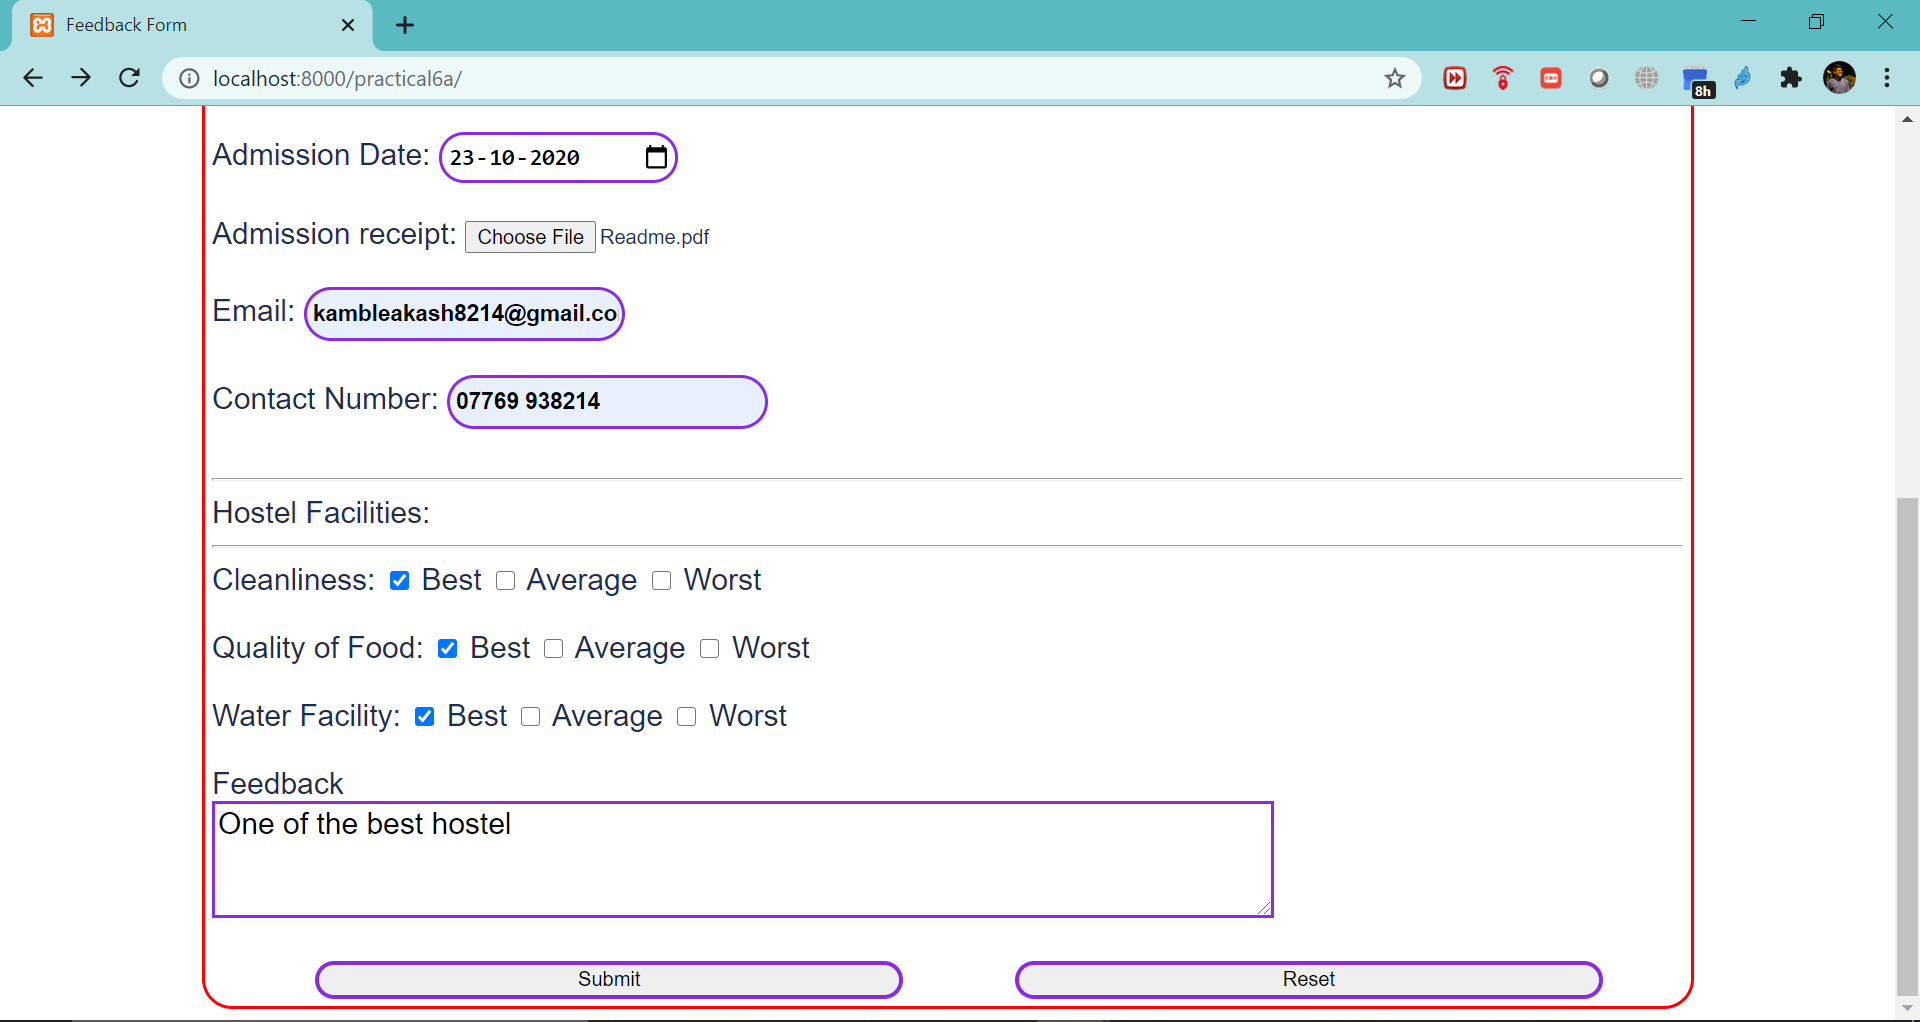 Feedback Form
localhost:8000/practical6a/
8h
Admission Date: 23-10-2020
Admission receipt: Choose File Readme.pdf
Email: kambleakash8214@gmail.co
Contact Number: 07769 938214
Hostel Facilities:
Cleanliness: Best Average Worst
Quality of Food: Best Average Worst
Water Facility: Best Average Worst
Feedback
One of the best hostel
Submit Reset